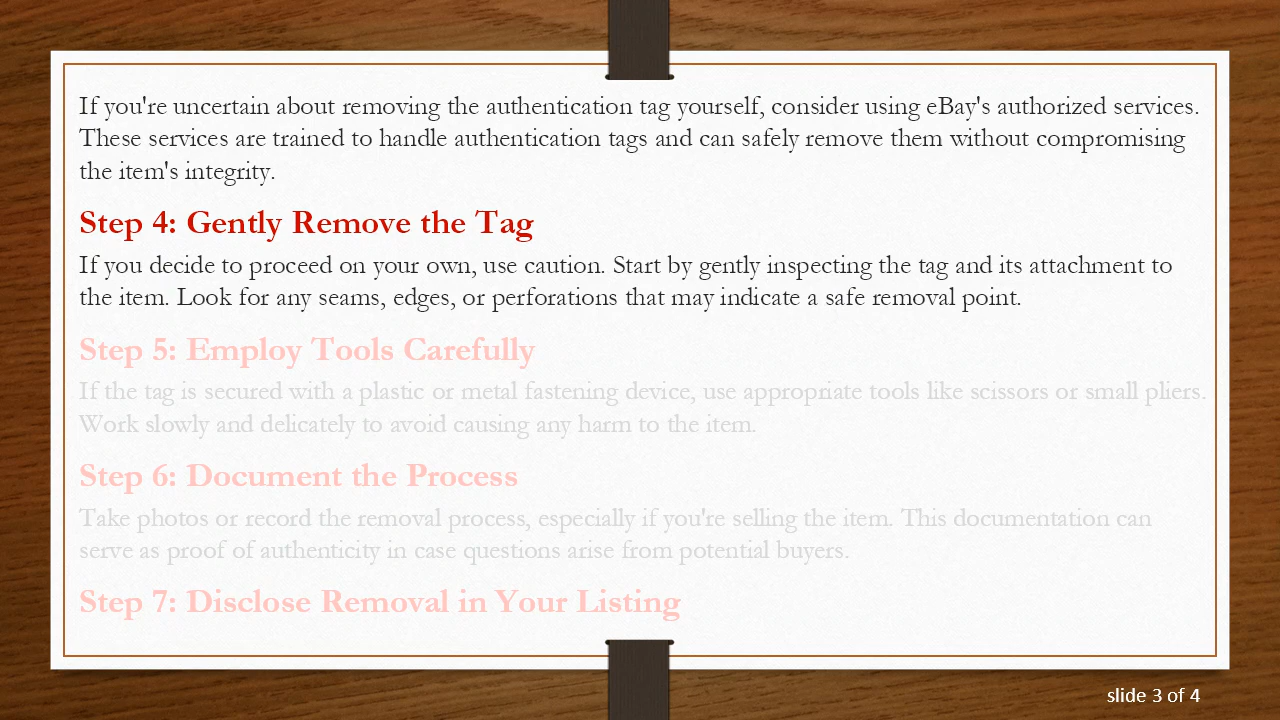 If you're uncertain about removing the authentication tag yourself, consider using eBay's authorized services.
These services are trained to handle authentication tags and can safely remove them without compromising
the item's integrity.
Step 4: Gently Remove the Tag
If you decide to proceed on your own, use caution. Start by gently inspecting the tag and its attachment to
the item. Look for any seams, edges, or perforations that may indicate a safe removal point.
Step 5: Employ Tools Carefully
If the tag is secured with a plastic or metal fastening device, use appropriate tools like scissors or small pliers.
Work slowly and delicately to avoid causing any harm to the item.
Step 6: Document the Process
Take photos or record the removal process, especially if you're selling the item. This documentation can
serve as proof of authenticity in case questions arise from potential buyers.
Step 7: Disclose Removal in Your Listing
slide 3 of 4